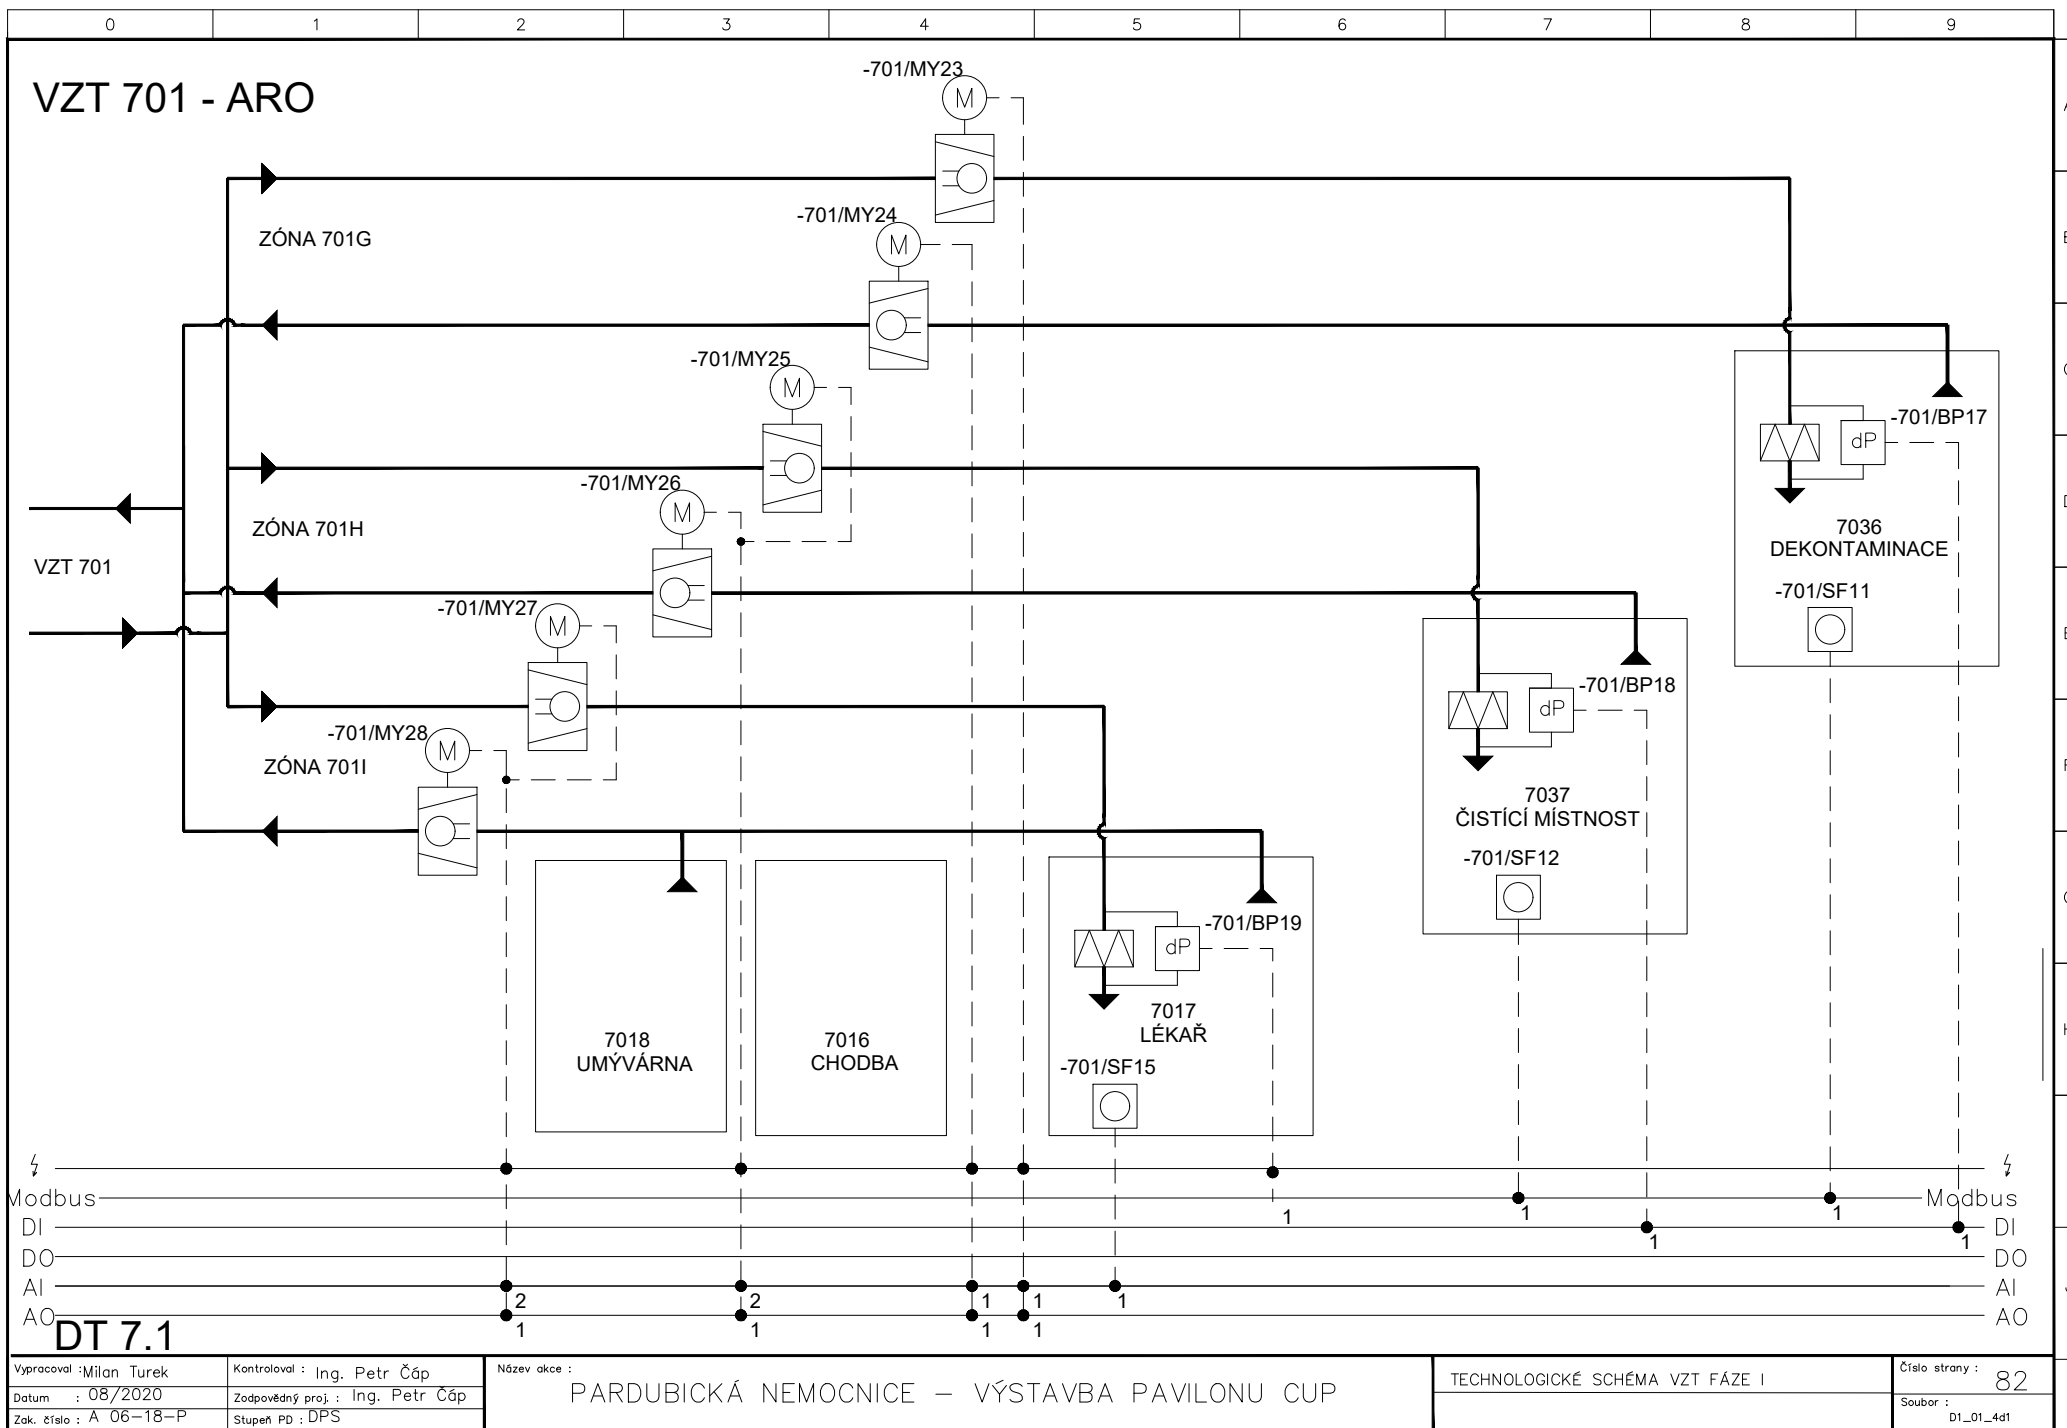 0 1 2 3 4 5 6 7 8 9
VZT 701 - ARO
-701/MY23
M
-701/MY24
M
ZÓNA 701G
-701/MY25
M
-701/BP17
dP
-701/MY26
M
7036
DEKONTAMINACE
ZÓNA 701H
VZT 701
-701/SF11
-701/MY27
M
-701/BP18
dP
-701/MY28
M
ZÓNA 701I
7037
ČISTÍCÍ MÍSTNOST
-701/SF12
-701/BP19
dP
7017
LÉKAŘ
7018
UMÝVÁRNA
7016
CHODBA
-701/SF15
Modbus 1 1 1 Modbus
DI 1 1 DI
DO DO
AI 2 2 1 1 1 AI
AO 1 1 1 1 AO
DT 7.1
Vypracoval : Milan Turek
Datum : 08/2020
Zak. číslo : A 06-18-P
Kontroloval : Ing. Petr Čáp
Zodpovědný proj. : Ing. Petr Čáp
Stupeň PD : DPS
Název akce :
PARDUBICKÁ NEMOCNICE – VÝSTAVBA PAVILONU CUP
TECHNOLOGICKÉ SCHÉMA VZT FÁZE I
Číslo strany : 82
Soubor :
D1_01_4d1